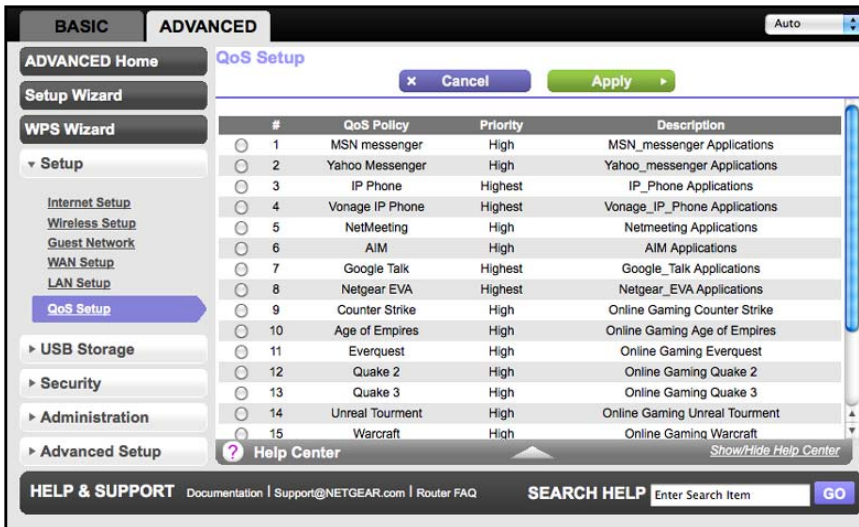 BASIC
ADVANCED
Auto
ADVANCED Home
Setup Wizard
WPS Wizard
Setup
Internet Setup
Wireless Setup
Guest Network
WAN Setup
LAN Setup
QoS Setup
USB Storage
Security
Administration
Advanced Setup
QoS Setup
x Cancel
Apply
# QoS Policy Priority Description
1 MSN messenger High MSN_messenger Applications
2 Yahoo Messenger High Yahoo_messenger Applications
3 IP Phone Highest IP_Phone Applications
4 Vonage IP Phone Highest Vonage_IP_Phone Applications
5 NetMeeting High Netmeeting Applications
6 AIM High AIM Applications
7 Google Talk Highest Google_Talk Applications
8 Netgear EVA Highest Netgear_EVA Applications
9 Counter Strike High Online Gaming Counter Strike
10 Age of Empires High Online Gaming Age of Empires
11 Everquest High Online Gaming Everquest
12 Quake 2 High Online Gaming Quake 2
13 Quake 3 High Online Gaming Quake 3
14 Unreal Tourment High Online Gaming Unreal Tourment
15 Warcraft High Online Gaming Warcraft
? Help Center
Show/Hide Help Center
HELP & SUPPORT Documentation | Support@NETGEAR.com | Router FAQ
SEARCH HELP Enter Search Item GO